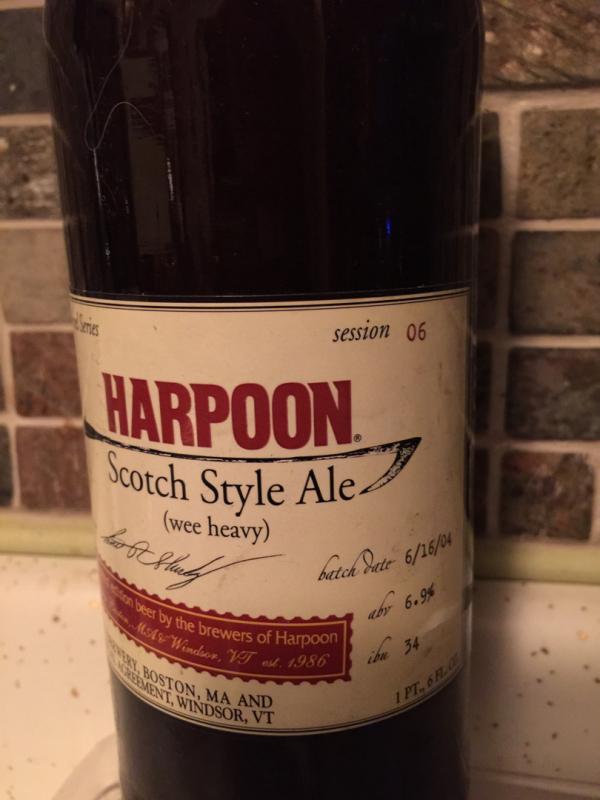 Series
session 06
HARPOON®
Scotch Style Ale
(wee heavy)
batch date 6/16/04
abv 6.9%
ibu 34
beer by the brewers of Harpoon
MA & Windsor, VT est. 1986
BOSTON, MA AND
AGREEMENT, WINDSOR, VT
1 PT., 6 FL.